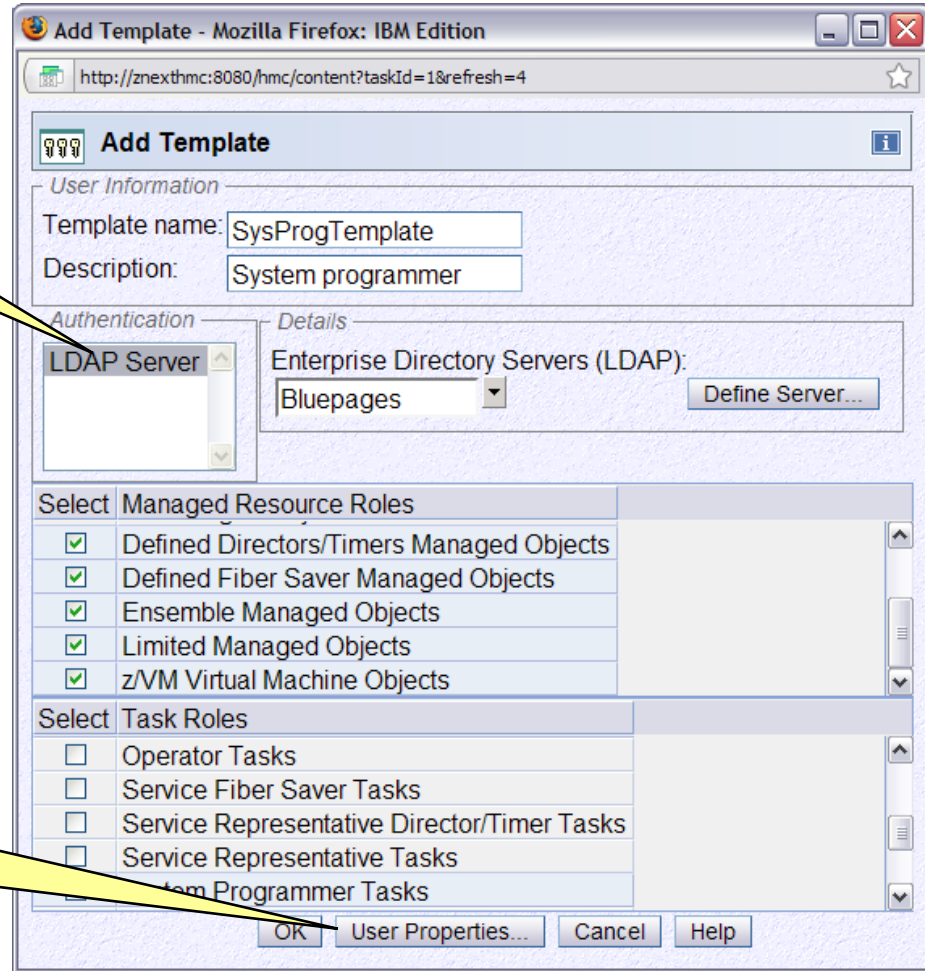 Add Template - Mozilla Firefox: IBM Edition
http://znexthmc:8080/hmc/content?taskId=1&refresh=4
Add Template
User Information
Template name: SysProgTemplate
Description: System programmer
Authentication
Details
LDAP Server
Enterprise Directory Servers (LDAP):
Bluepages
Define Server...
Select Managed Resource Roles
Defined Directors/Timers Managed Objects
Defined Fiber Saver Managed Objects
Ensemble Managed Objects
Limited Managed Objects
z/VM Virtual Machine Objects
Select Task Roles
Operator Tasks
Service Fiber Saver Tasks
Service Representative Director/Timer Tasks
Service Representative Tasks
Programmer Tasks
OK User Properties... Cancel Help